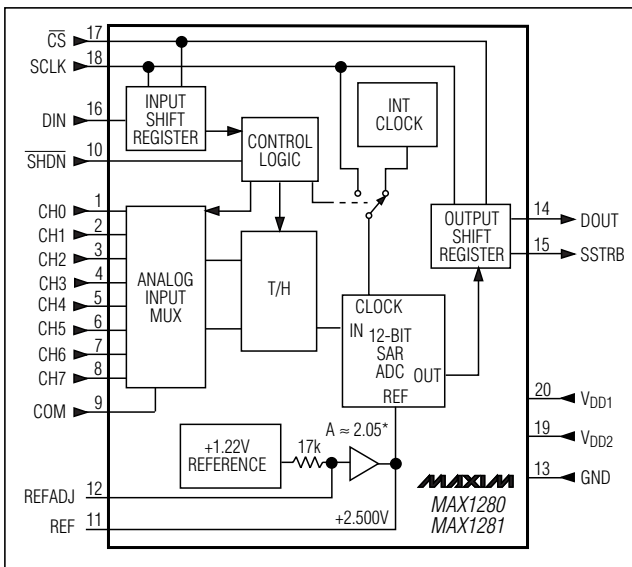 CS 17
SCLK 18
DIN 16
SHDN 10
INPUT
SHIFT
REGISTER
CONTROL
LOGIC
INT
CLOCK
CH0 1
CH1 2
CH2 3
CH3 4
CH4 5
CH5 6
CH6 7
CH7 8
COM 9
ANALOG
INPUT
MUX
T/H
CLOCK
IN
12-BIT
SAR
ADC
OUT
REF
OUTPUT
SHIFT
REGISTER
14 DOUT
15 SSTRB
20 VDD1
19 VDD2
13 GND
+1.22V
REFERENCE
17k
A ≈ 2.05*
REFADJ 12
REF 11
+2.500V
MAXIM
MAX1280
MAX1281